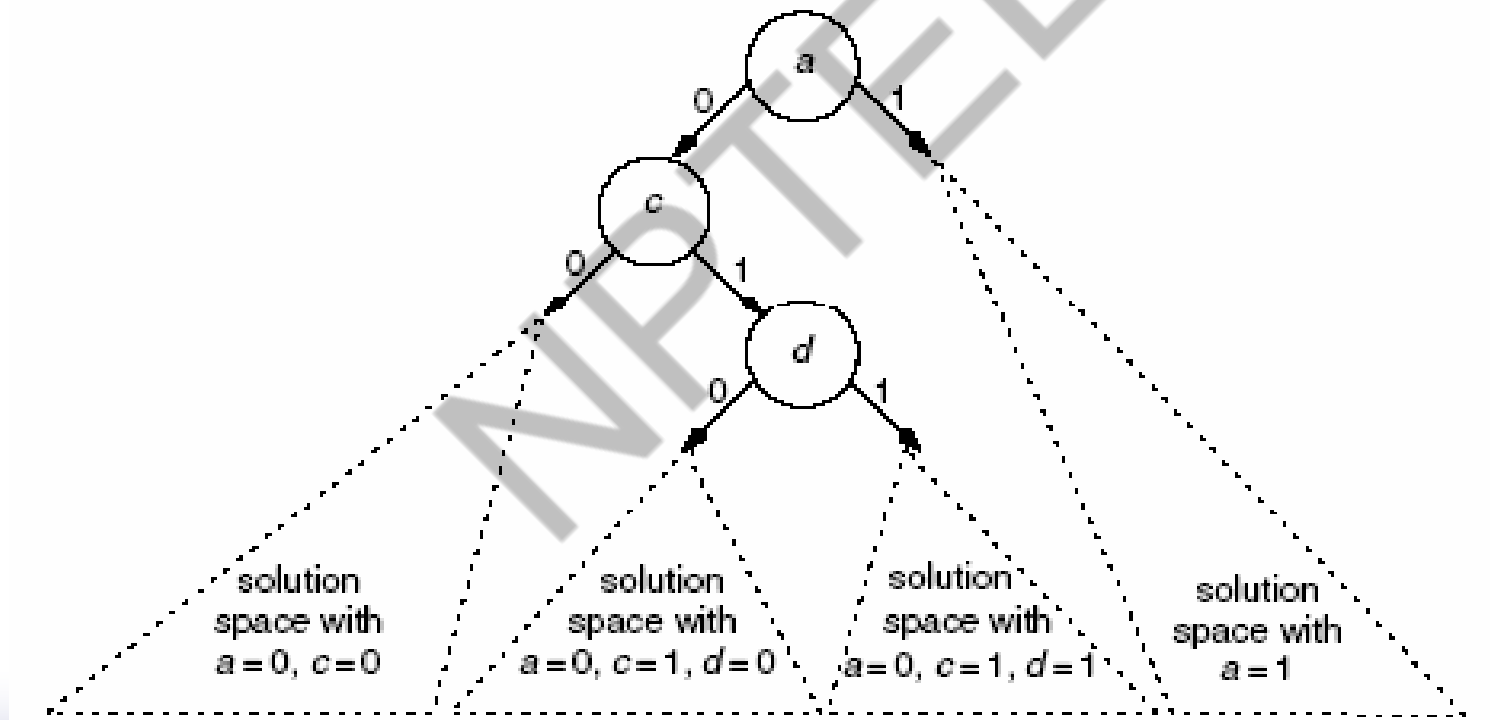 a
0
1
c
0
1
d
0
1
solution
space with
a=0, c=0
solution
space with
a=0, c=1, d=0
solution
space with
a=0, c=1, d=1
solution
space with
a=1
NPTEL